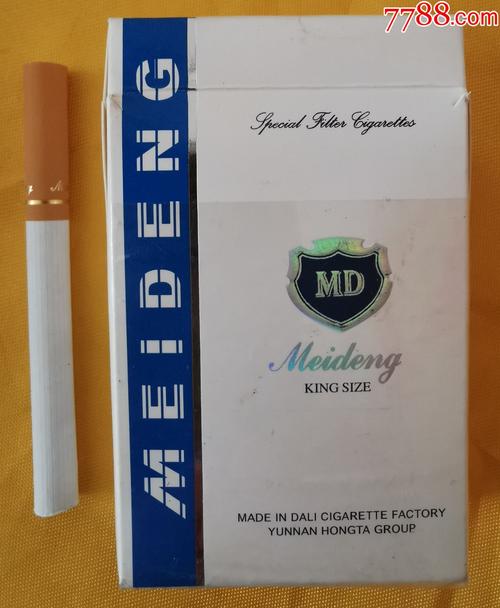 7788.com
MEIDENG
Special Filter Cigarettes
MD
Meideng
KING SIZE
MADE IN DALI CIGARETTE FACTORY
YUNNAN HONGTA GROUP